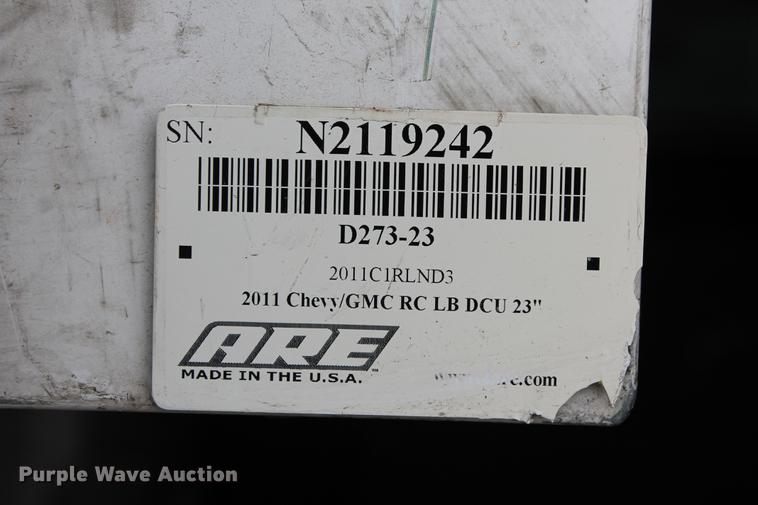 SN: N2119242
D273-23
2011C1RLND3
2011 Chevy/GMC RC LB DCU 23"
ARE
MADE IN THE U.S.A.
Purple Wave Auction